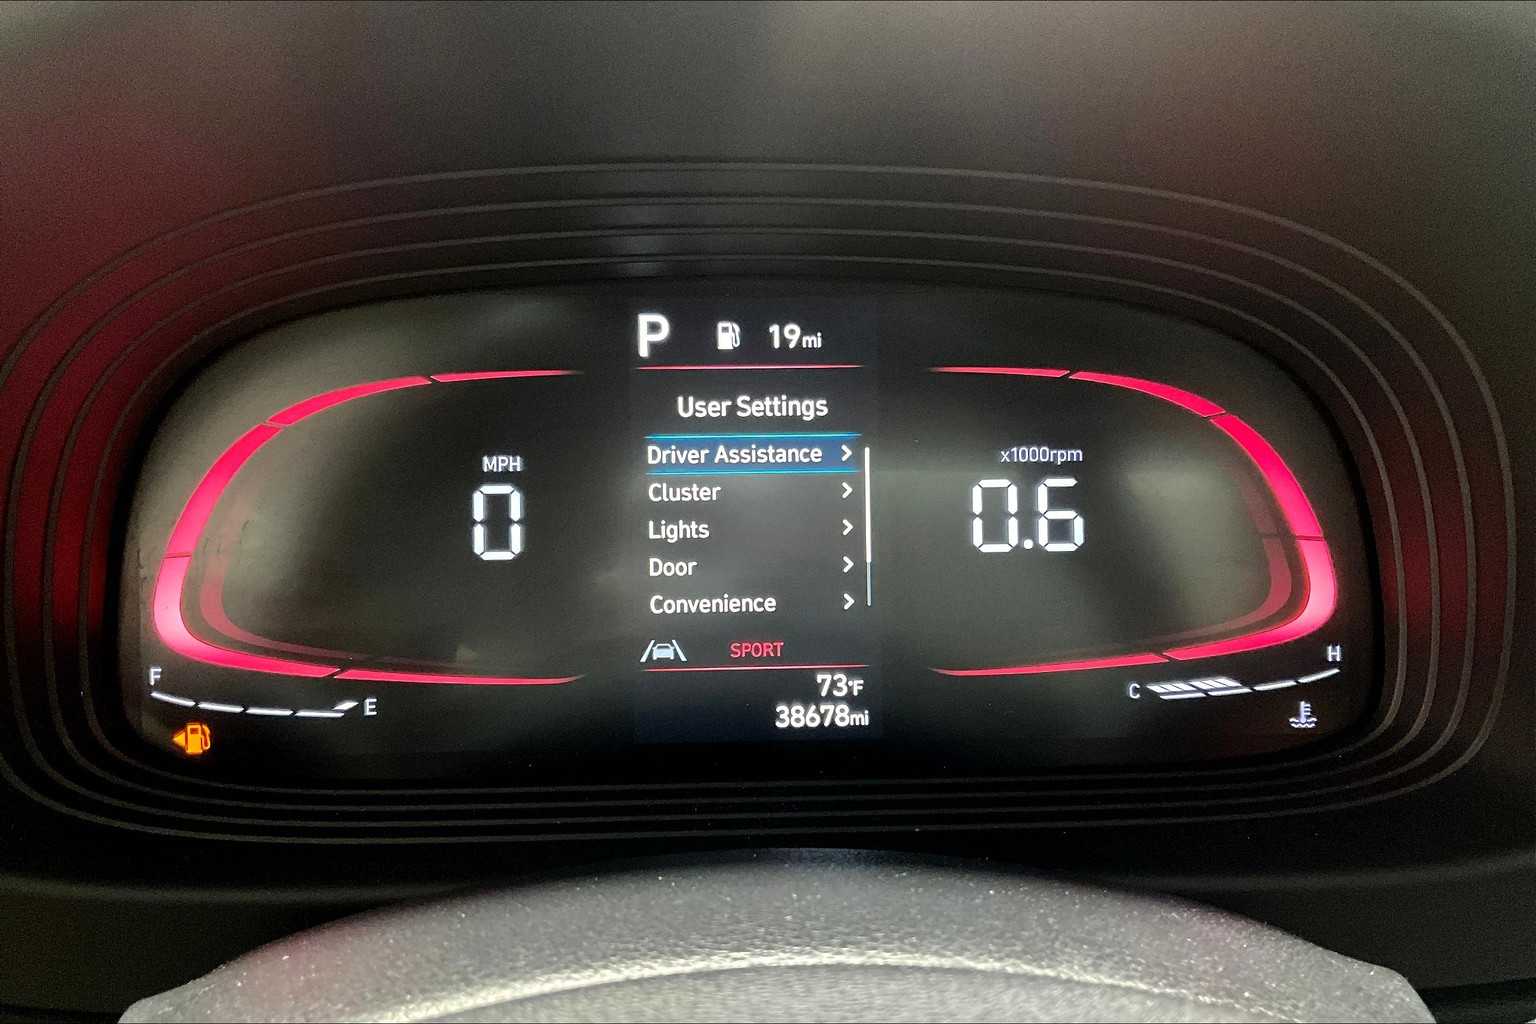 P 19mi
User Settings
Driver Assistance
Cluster
Lights
Door
Convenience
SPORT
73°F
38678mi
MPH
0
x1000rpm
0.6
F E
C H